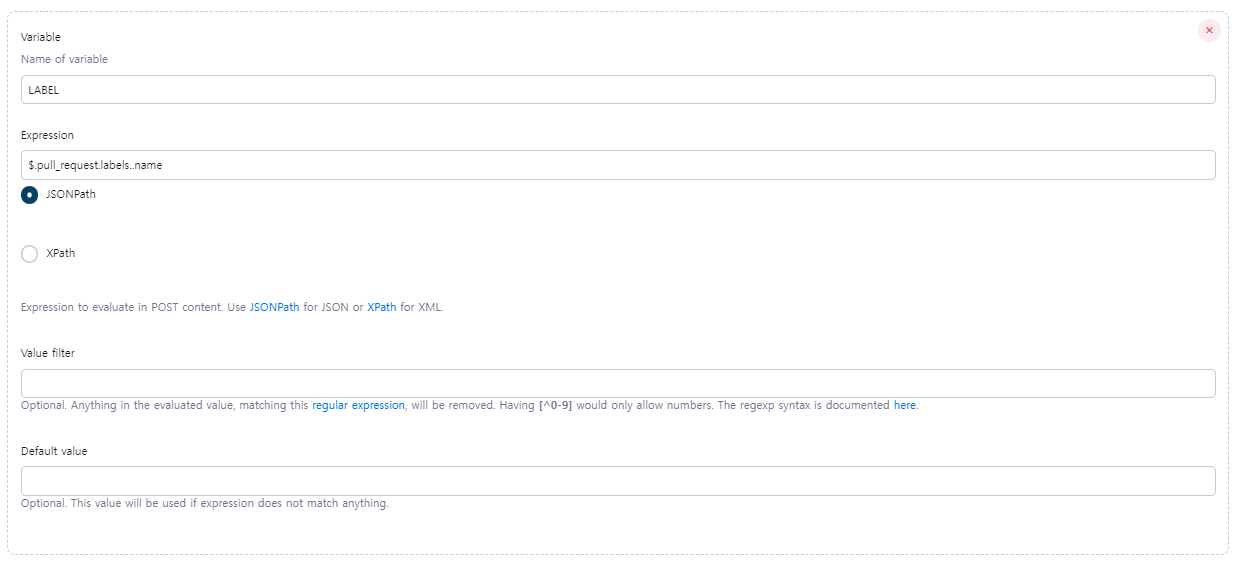 Variable
Name of variable
LABEL
Expression
$.pull_request.labels..name
JSONPath
XPath
Expression to evaluate in POST content. Use JSONPath for JSON or XPath for XML.
Value filter
Optional. Anything in the evaluated value, matching this regular expression, will be removed. Having [^0-9] would only allow numbers. The regexp syntax is documented here.
Default value
Optional. This value will be used if expression does not match anything.